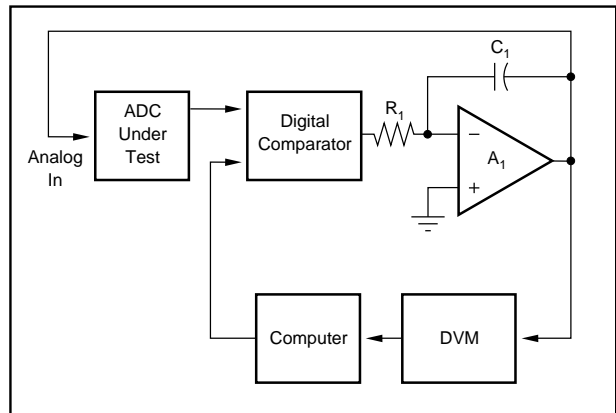 C1
ADC
Under
Test
Digital
Comparator
R1
−
A1
+
Analog
In
Computer
DVM